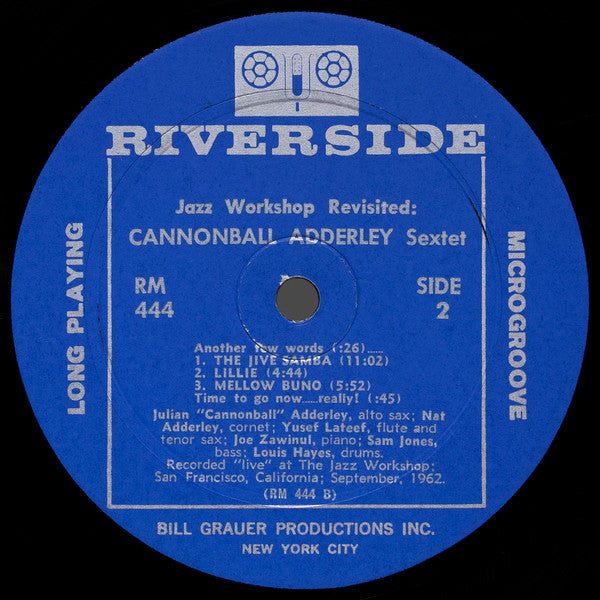 RIVERSIDE
Jazz Workshop Revisited:
CANNONBALL ADDERLEY Sextet
LONG PLAYING
MICROGROOVE
RM
444
SIDE
2
Another few words (:26)......
1. THE JIVE SAMBA (11:02)
2. LILLIE (4:44)
3. MELLOW BUNO (5:52)
Time to go now.....really! (:45)
Julian "Cannonball" Adderley, alto sax; Nat
Adderley, cornet; Yusef Lateef, flute and
tenor sax; Joe Zawinul, piano; Sam Jones,
bass; Louis Hayes, drums.
Recorded "live" at The Jazz Workshop;
San Francisco, California; September, 1962.
(RM 444 B)
BILL GRAUER PRODUCTIONS INC.
NEW YORK CITY